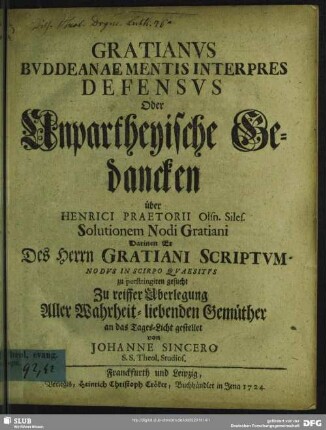 GRATIANVS
BVDDEANAE MENTIS INTERPRES
DEFENSVS
Oder
Unpartheyische Ge-
dancken
über
HENRICI PRAETORII Olsn. Siles.
Solutionem Nodi Gratiani
Darinen Er
Des Herrn GRATIANI SCRIPTVM-
NODVS IN SCIRPO QVAESITVS
zu perstringiren gesucht
Zu reiffer Uberlegung
Aller Wahrheit-liebenden Gemüther
an das Tages-Licht gestellet
von
JOHANNE SINCERO
S. S. Theol. Studios.
Franckfurth und Leipzig,
Verlegts, Heinrich Christoph Cröker, Buchhändler in Jena 1724.
SLUB
DFG